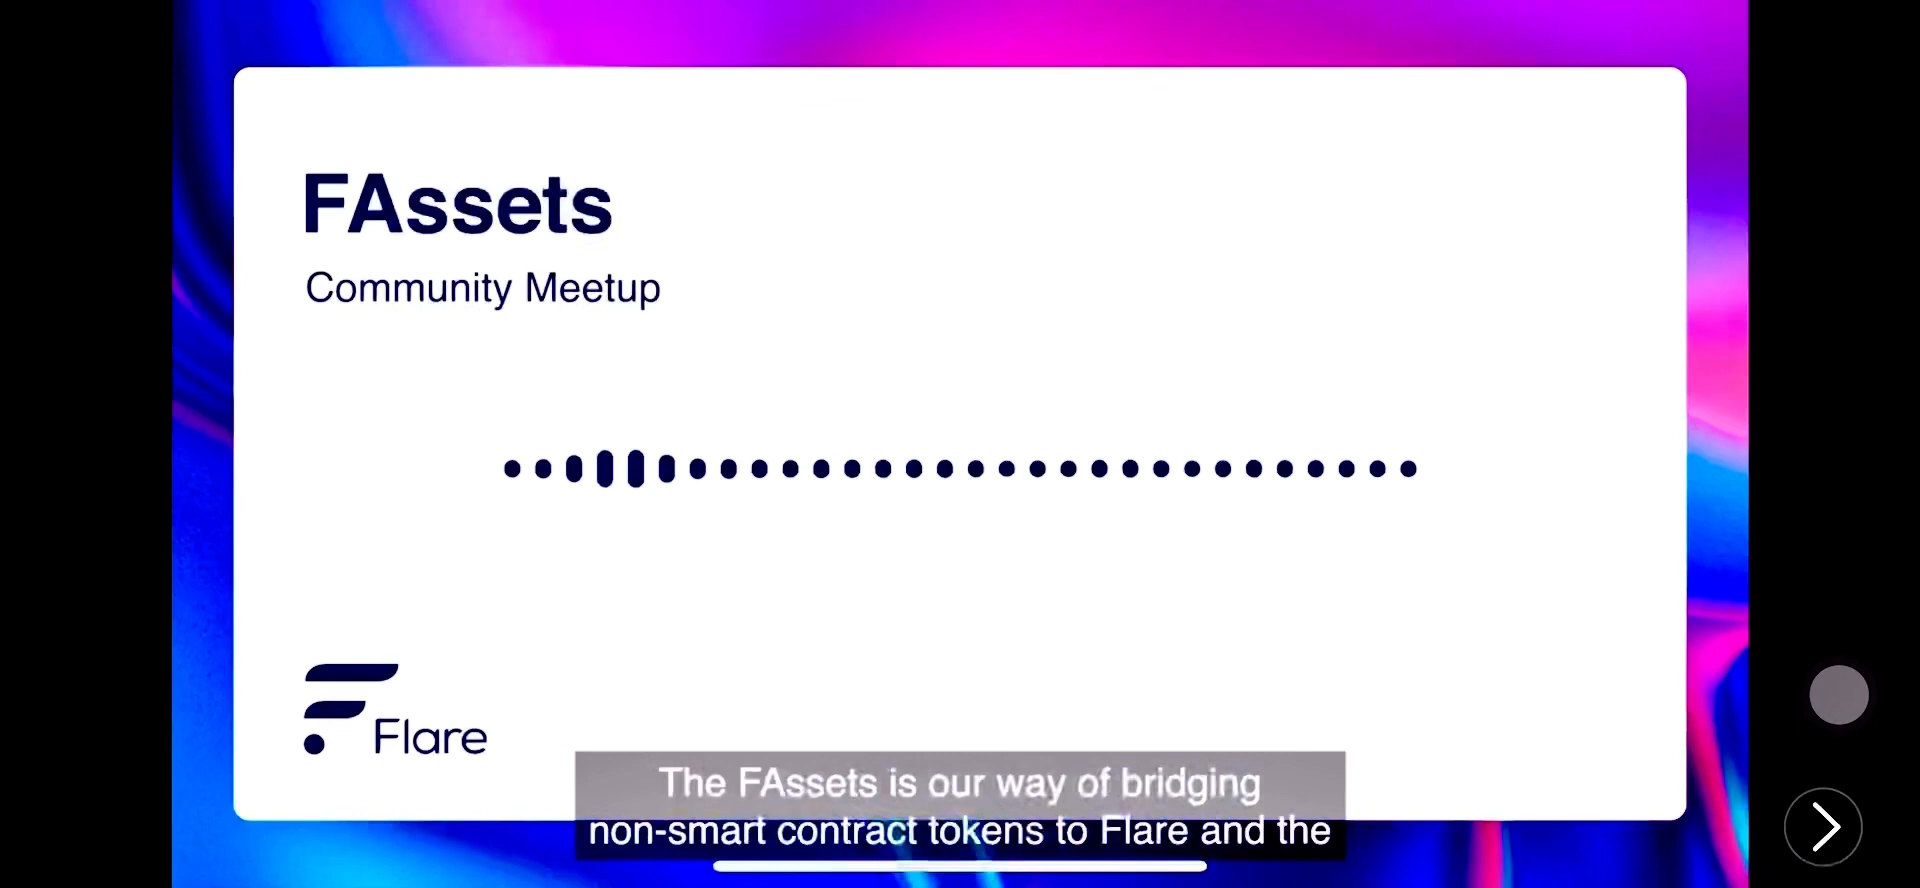 FAssets
Community Meetup
Flare
The FAssets is our way of bridging
non-smart contract tokens to Flare and the